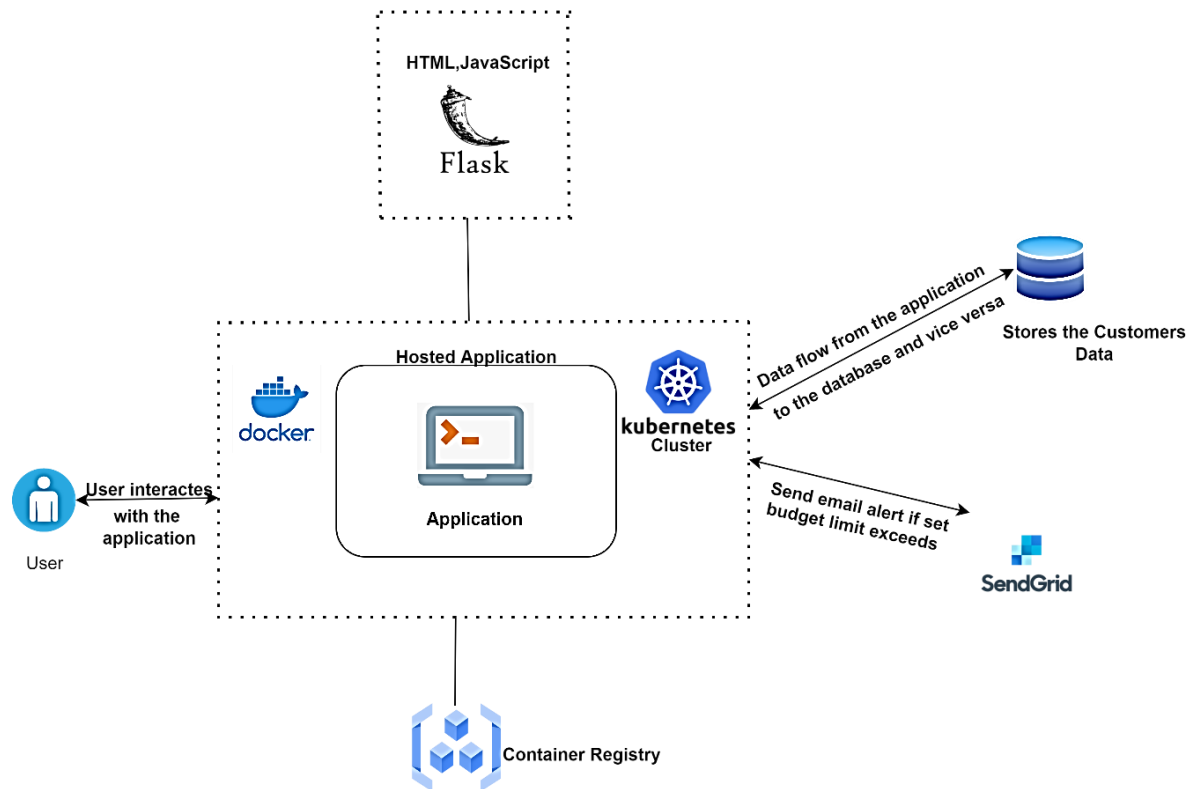 HTML,JavaScript
Flask
Hosted Application
docker
kubernetes
Cluster
Application
User interactes
with the
application
User
Data flow from the application
to the database and vice versa
Stores the Customers
Data
Send email alert if set
budget limit exceeds
SendGrid
Container Registry